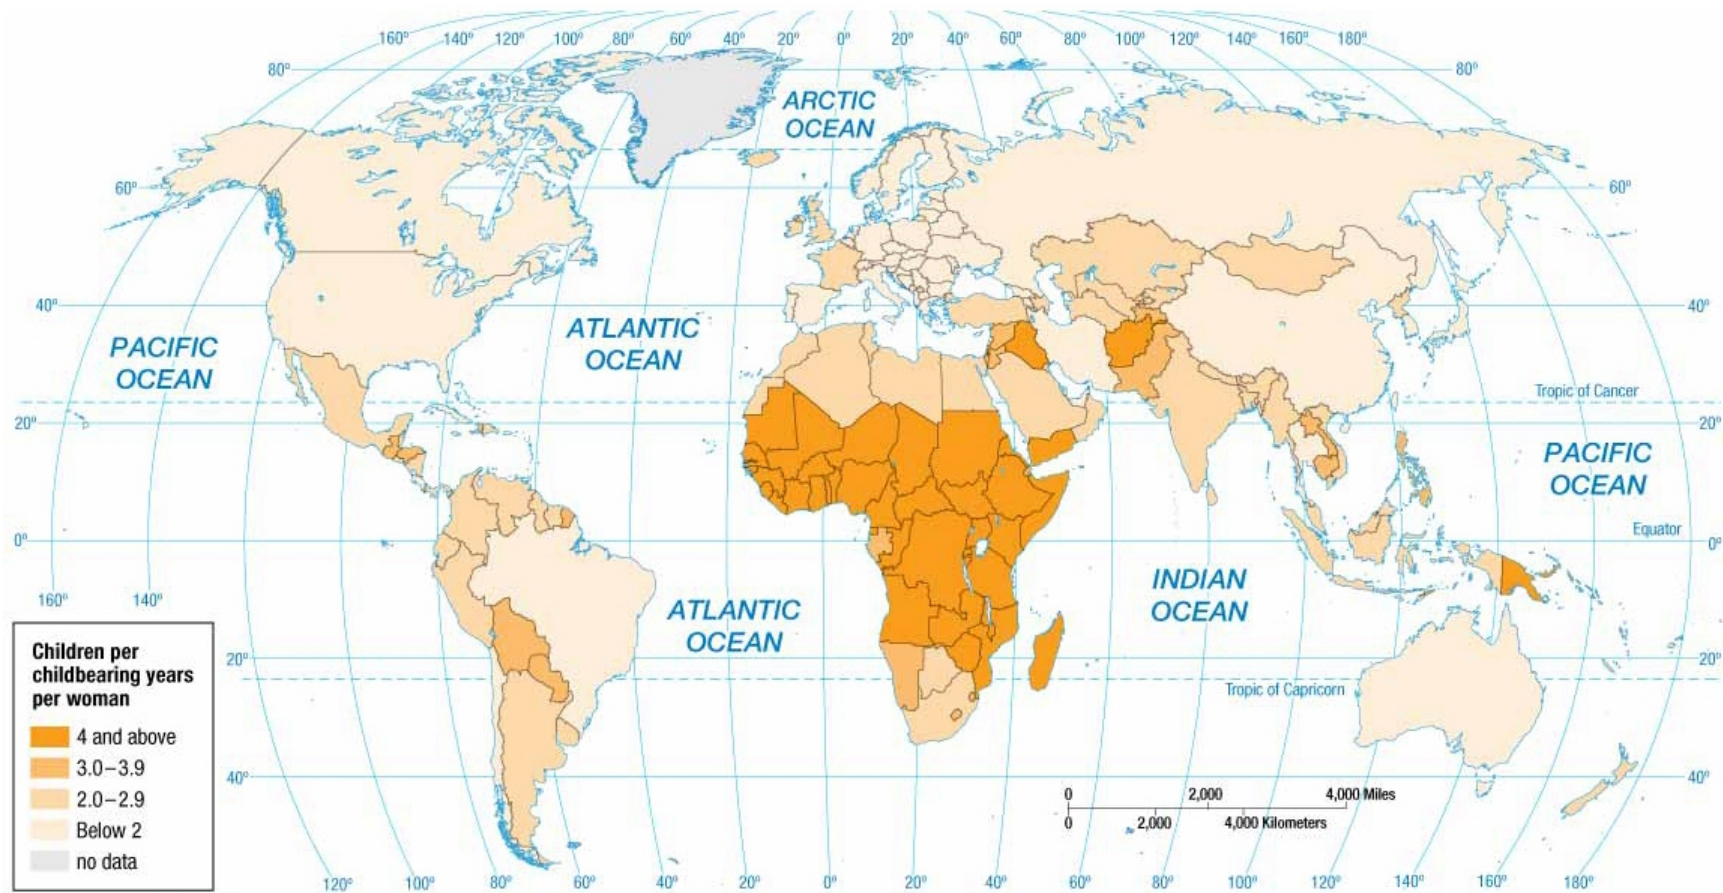 160° 140° 120° 100° 80° 60° 40° 20° 0° 20° 40° 60° 80° 100° 120° 140° 160° 180°
80° 80°
ARCTIC
OCEAN
60° 60°
40° 40°
PACIFIC
OCEAN
ATLANTIC
OCEAN
Tropic of Cancer
20° 20°
PACIFIC
OCEAN
Equator
0° 0°
INDIAN
OCEAN
160° 140°
ATLANTIC
OCEAN
20° 20°
Tropic of Capricorn
Children per
childbearing years
per woman
4 and above
3.0–3.9
2.0–2.9
Below 2
no data
40° 40°
0 2,000 4,000 Miles
0 2,000 4,000 Kilometers
120° 100° 80° 60° 40° 20° 0° 20° 40° 60° 80° 100° 120° 140° 160° 180°